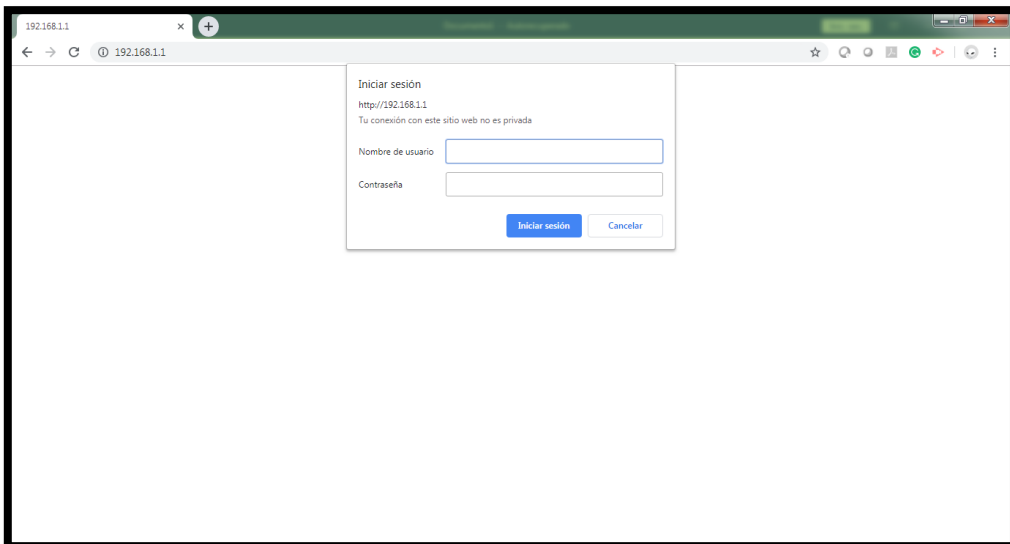 192.168.1.1
192.168.1.1
Iniciar sesión
http://192.168.1.1
Tu conexión con este sitio web no es privada
Nombre de usuario
Contraseña
Iniciar sesión Cancelar